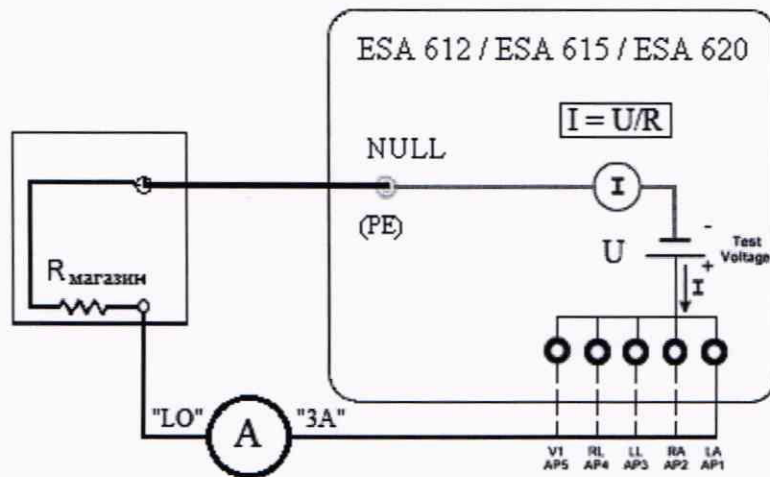 ESA 612 / ESA 615 / ESA 620
I = U/R
NULL
I
(PE)
U
-
Test
Voltage
+
I
R магазин
"LO"
A
"3A"
V1 RL LL RA LA
AP5 AP4 AP3 AP2 AP1